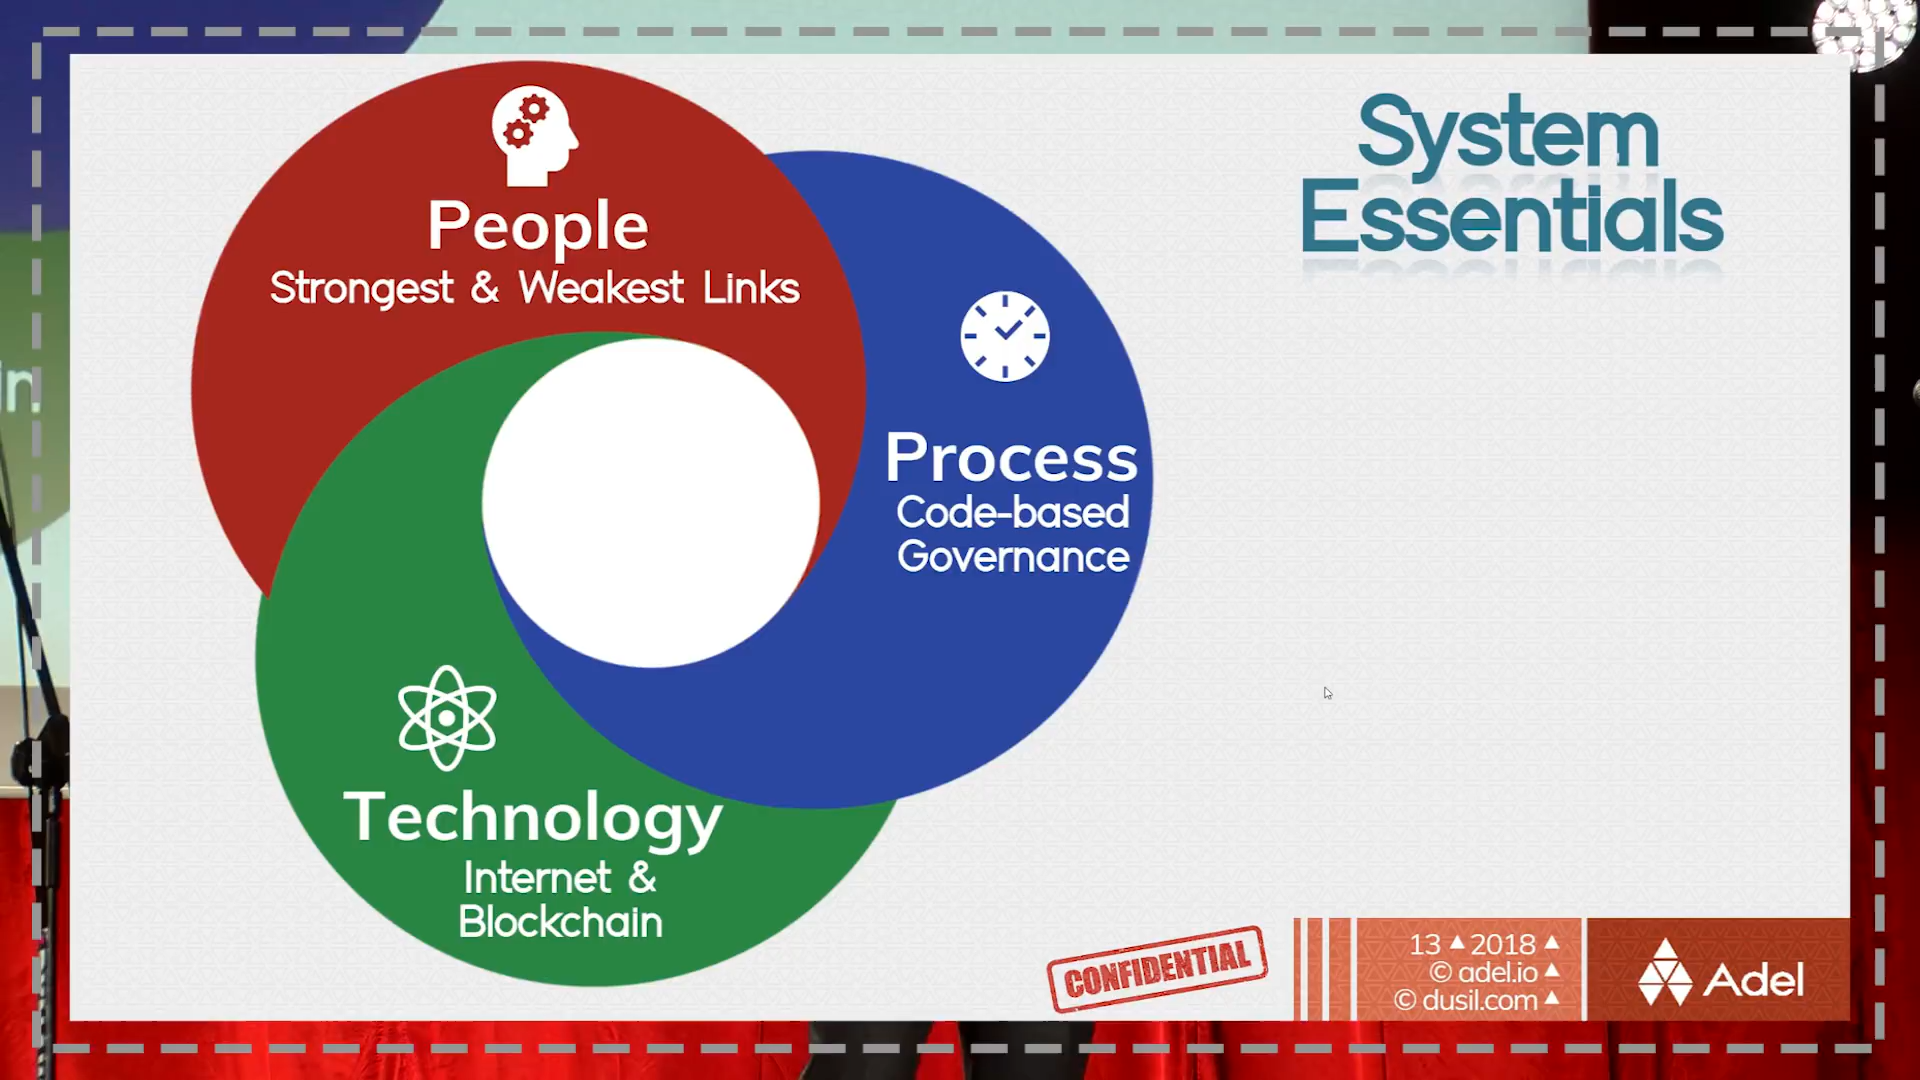 System
Essentials
People
Strongest & Weakest Links
Process
Code-based
Governance
Technology
Internet &
Blockchain
CONFIDENTIAL
13 ▲ 2018 ▲
© adel.io ▲
© dusil.com ▲
Adel
in